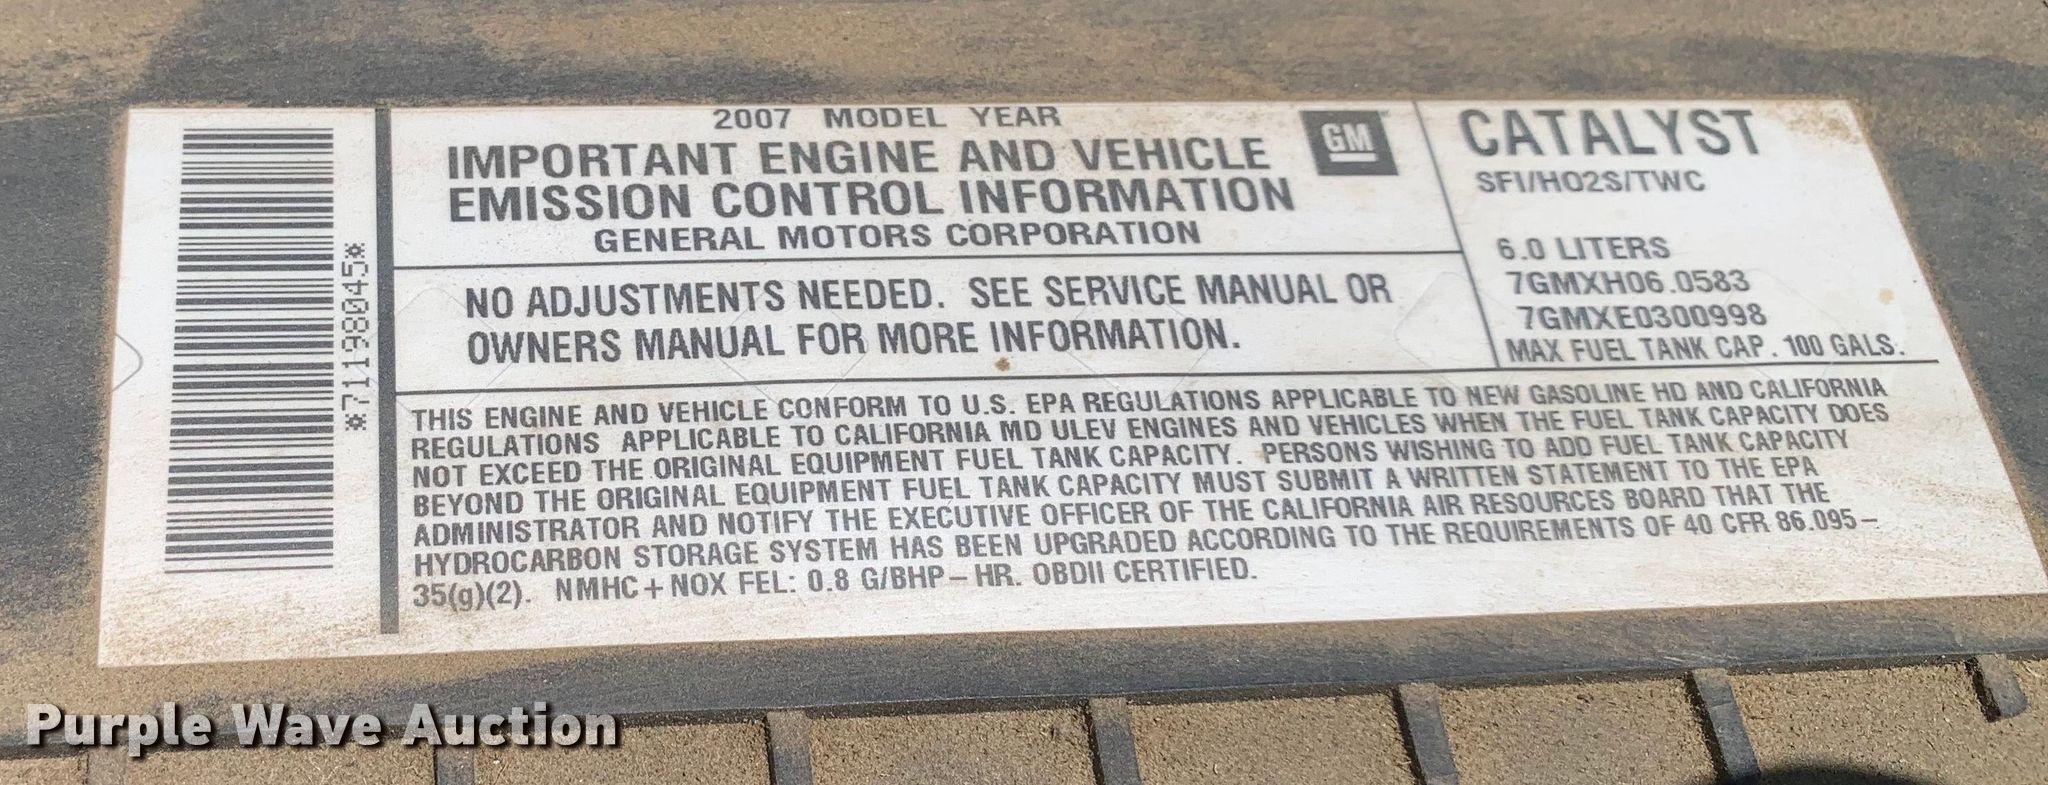 *71198045*
2007 MODEL YEAR
IMPORTANT ENGINE AND VEHICLE
EMISSION CONTROL INFORMATION
GENERAL MOTORS CORPORATION
GM
NO ADJUSTMENTS NEEDED. SEE SERVICE MANUAL OR
OWNERS MANUAL FOR MORE INFORMATION.
CATALYST
SFI/HO2S/TWC
6.0 LITERS
7GMXH06.0583
7GMXE0300998
MAX FUEL TANK CAP. 100 GALS.
THIS ENGINE AND VEHICLE CONFORM TO U.S. EPA REGULATIONS APPLICABLE TO NEW GASOLINE HD AND CALIFORNIA
REGULATIONS APPLICABLE TO CALIFORNIA MD ULEV ENGINES AND VEHICLES WHEN THE FUEL TANK CAPACITY DOES
NOT EXCEED THE ORIGINAL EQUIPMENT FUEL TANK CAPACITY. PERSONS WISHING TO ADD FUEL TANK CAPACITY
BEYOND THE ORIGINAL EQUIPMENT FUEL TANK CAPACITY MUST SUBMIT A WRITTEN STATEMENT TO THE EPA
ADMINISTRATOR AND NOTIFY THE EXECUTIVE OFFICER OF THE CALIFORNIA AIR RESOURCES BOARD THAT THE
HYDROCARBON STORAGE SYSTEM HAS BEEN UPGRADED ACCORDING TO THE REQUIREMENTS OF 40 CFR 86.095-
35(g)(2). NMHC+NOX FEL: 0.8 G/BHP-HR. OBDII CERTIFIED.
Purple Wave Auction